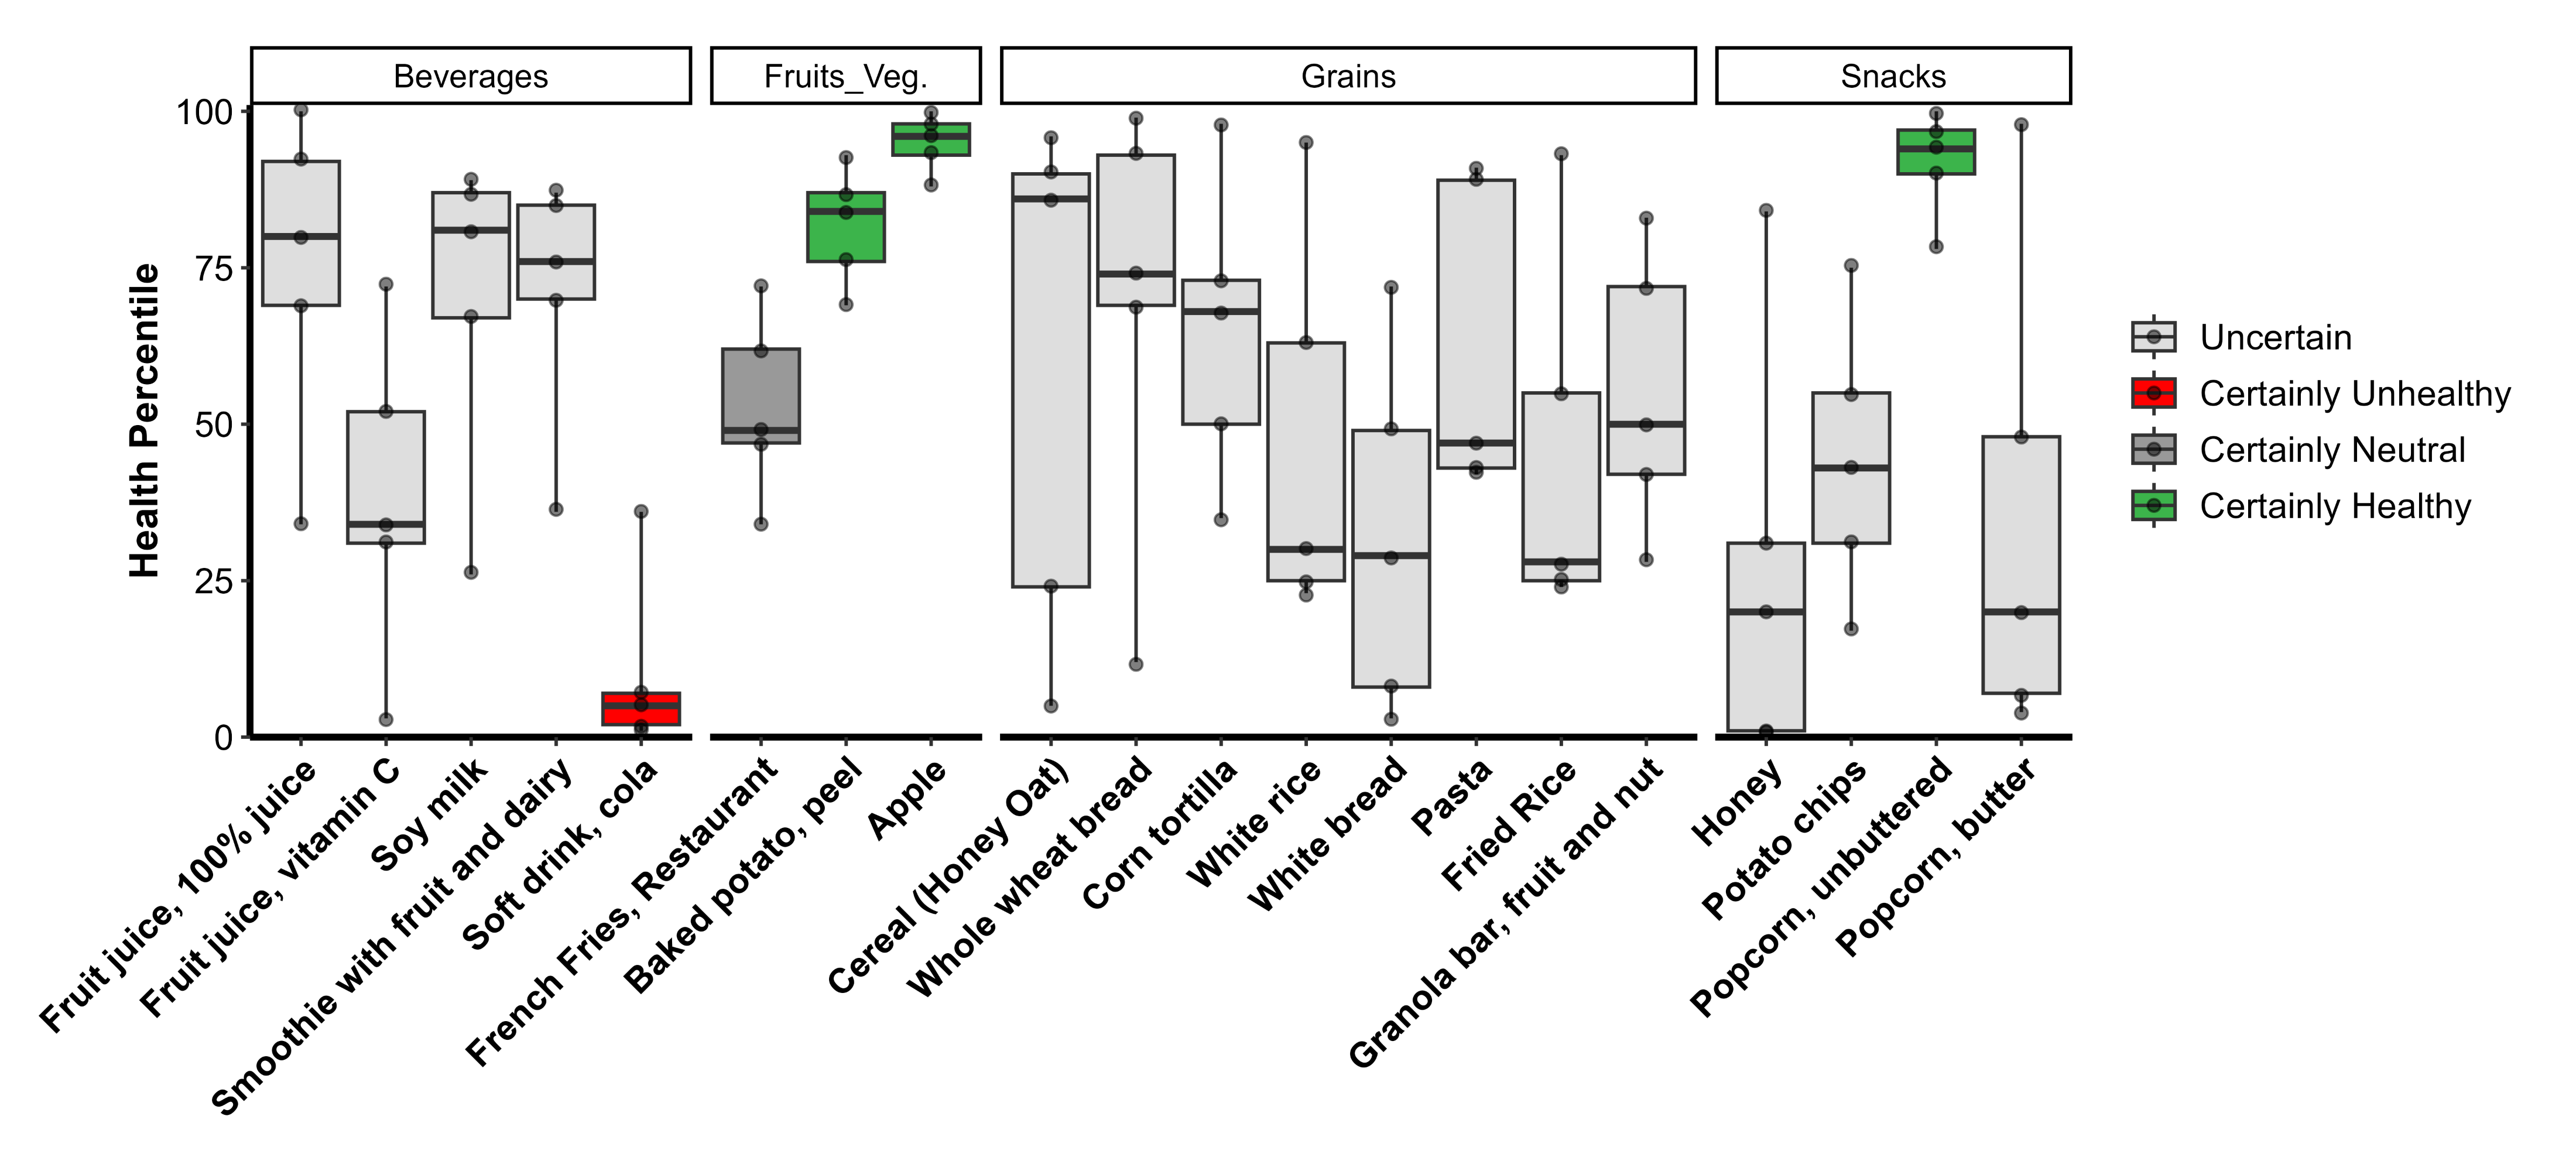 Beverages
Fruits_Veg.
Grains
Snacks
Health Percentile
100
75
50
25
0
Fruit juice, 100% juice
Fruit juice, vitamin C
Soy milk
Smoothie with fruit and dairy
Soft drink, cola
French Fries, Restaurant
Baked potato, peel
Apple
Cereal (Honey Oat)
Whole wheat bread
Corn tortilla
White rice
White bread
Pasta
Fried Rice
Granola bar, fruit and nut
Honey
Potato chips
Popcorn, unbuttered
Popcorn, butter
Uncertain
Certainly Unhealthy
Certainly Neutral
Certainly Healthy